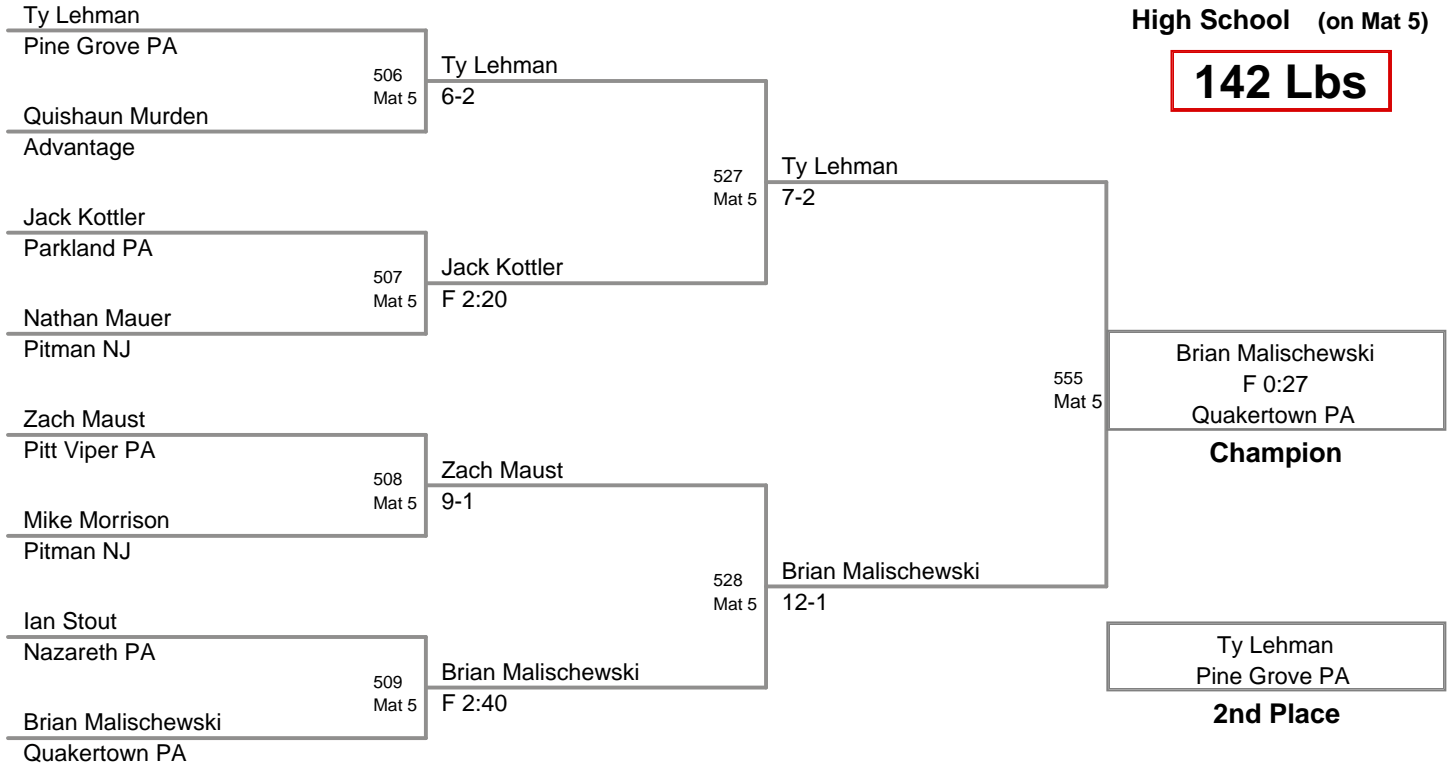 High School (on Mat 5)
142 Lbs
Ty Lehman
Pine Grove PA
506
Mat 5
Quishaun Murden
Advantage
Ty Lehman
6-2
Jack Kottler
Parkland PA
507
Mat 5
Nathan Mauer
Pitman NJ
Jack Kottler
F 2:20
527
Mat 5
Ty Lehman
7-2
Zach Maust
Pitt Viper PA
508
Mat 5
Mike Morrison
Pitman NJ
Zach Maust
9-1
Ian Stout
Nazareth PA
509
Mat 5
Brian Malischewski
Quakertown PA
Brian Malischewski
F 2:40
528
Mat 5
Brian Malischewski
12-1
555
Mat 5
Brian Malischewski
F 0:27
Quakertown PA
Champion
Ty Lehman
Pine Grove PA
2nd Place